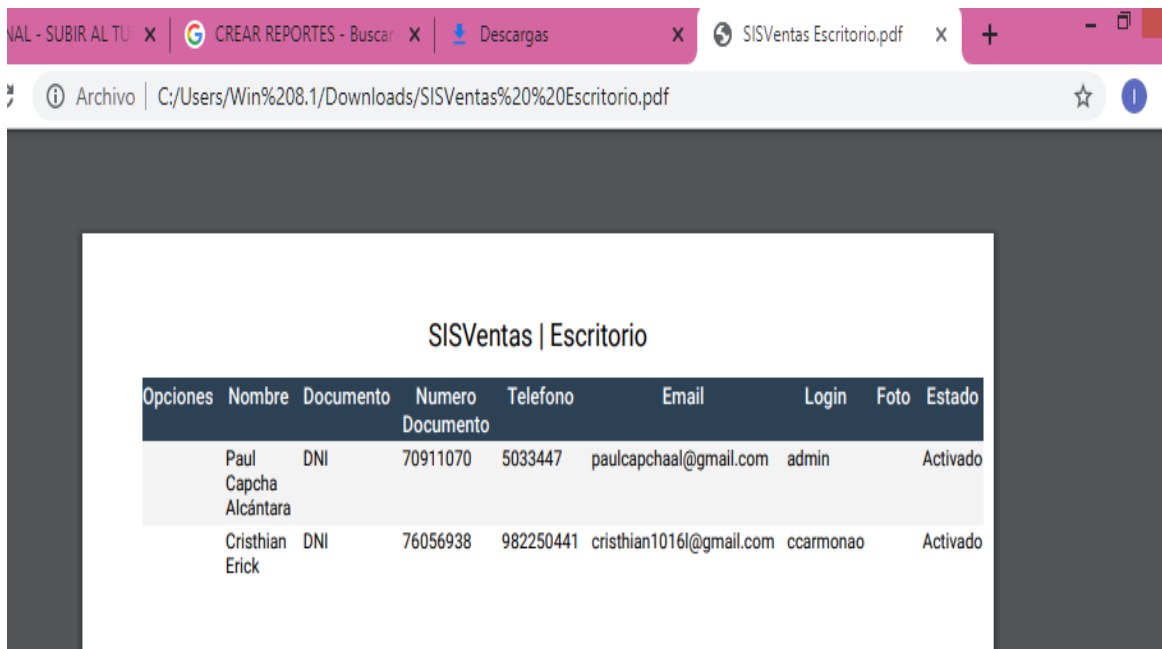 NAL - SUBIR AL TU
CREAR REPORTES - Buscar
Descargas
SISVentas Escritorio.pdf
Archivo
C:/Users/Win%208.1/Downloads/SISVentas%20%20Escritorio.pdf
I
SISVentas | Escritorio
Opciones Nombre Documento Numero Documento Telefono Email Login Foto Estado
Paul Capcha Alcántara DNI 70911070 5033447 paulcapchaal@gmail.com admin Activado
Cristhian Erick DNI 76056938 982250441 cristhian1016l@gmail.com ccarmonao Activado